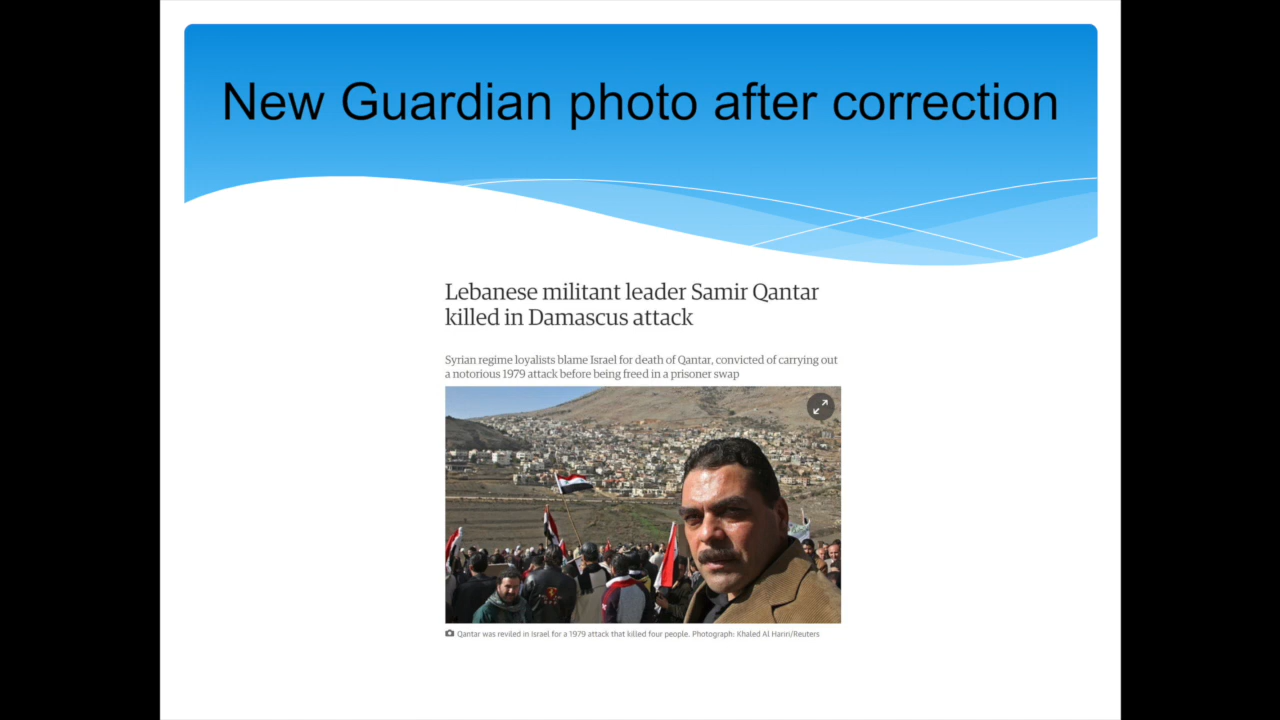 New Guardian photo after correction
Lebanese militant leader Samir Qantar
killed in Damascus attack
Syrian regime loyalists blame Israel for death of Qantar, convicted of carrying out
a notorious 1979 attack before being freed in a prisoner swap
Qantar was reviled in Israel for a 1979 attack that killed four people. Photograph: Khaled Al Hariri/Reuters